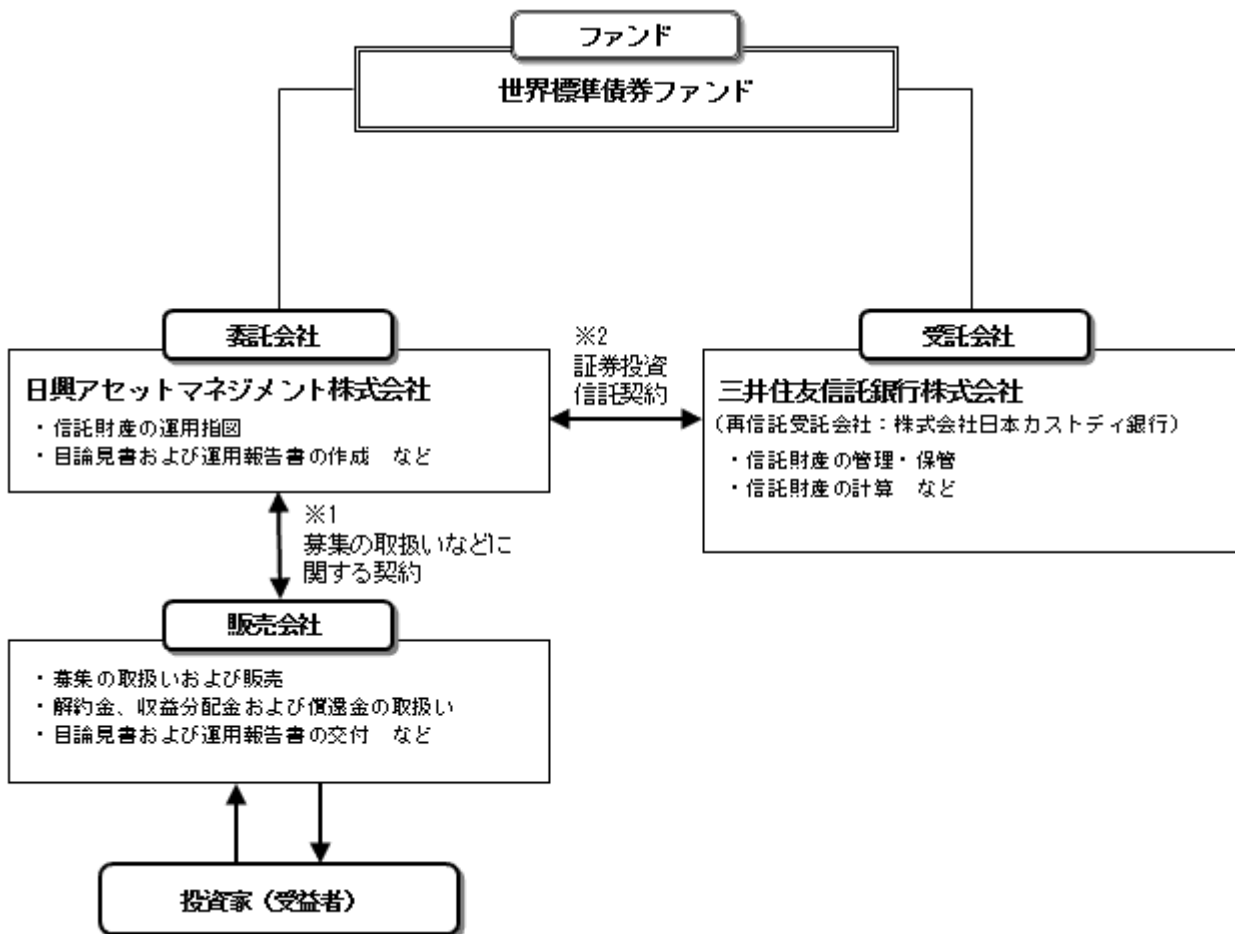 ファンド
世界標準債券ファンド
委託会社
日興アセットマネジメント株式会社
・信託財産の運用指図
・目論見書および運用報告書の作成　など
※2
証券投資
信託契約
受託会社
三井住友信託銀行株式会社
（再信託受託会社：株式会社日本カストディ銀行）
・信託財産の管理・保管
・信託財産の計算　など
※1
募集の取扱いなどに
関する契約
販売会社
・募集の取扱いおよび販売
・解約金、収益分配金および償還金の取扱い
・目論見書および運用報告書の交付　など
投資家（受益者）